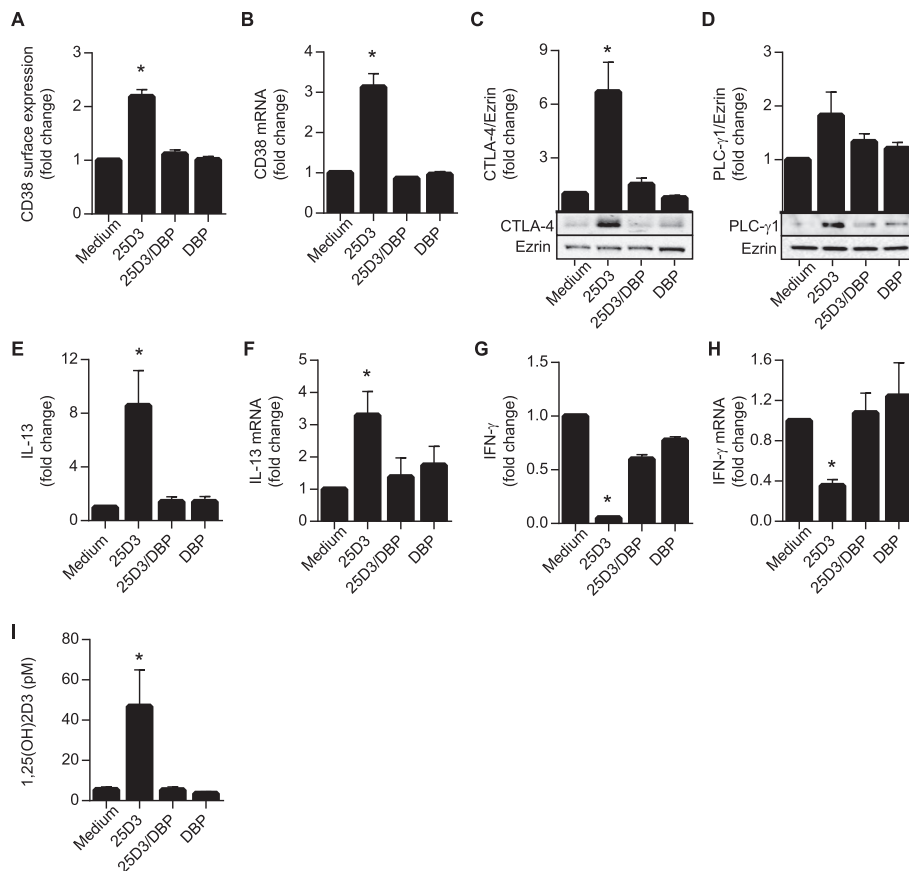 A
CD38 surface expression
(fold change)
3
2
1
0
*
Medium
25D3
25D3/DBP
DBP
B
CD38 mRNA
(fold change)
4
3
2
1
0
*
Medium
25D3
25D3/DBP
DBP
C
CTLA-4/Ezrin
(fold change)
9
6
3
*
CTLA-4
Ezrin
Medium
25D3
25D3/DBP
DBP
D
PLC-γ1/Ezrin
(fold change)
3
2
1
PLC-γ1
Ezrin
Medium
25D3
25D3/DBP
DBP
E
IL-13
(fold change)
12
8
4
0
*
Medium
25D3
25D3/DBP
DBP
F
IL-13 mRNA
(fold change)
5
4
3
2
1
0
*
Medium
25D3
25D3/DBP
DBP
G
IFN-γ
(fold change)
1.5
1.0
0.5
0.0
*
Medium
25D3
25D3/DBP
DBP
H
IFN-γ mRNA
(fold change)
1.6
1.2
0.8
0.4
0.0
*
Medium
25D3
25D3/DBP
DBP
I
1,25(OH)2D3 (pM)
80
60
40
20
0
*
Medium
25D3
25D3/DBP
DBP